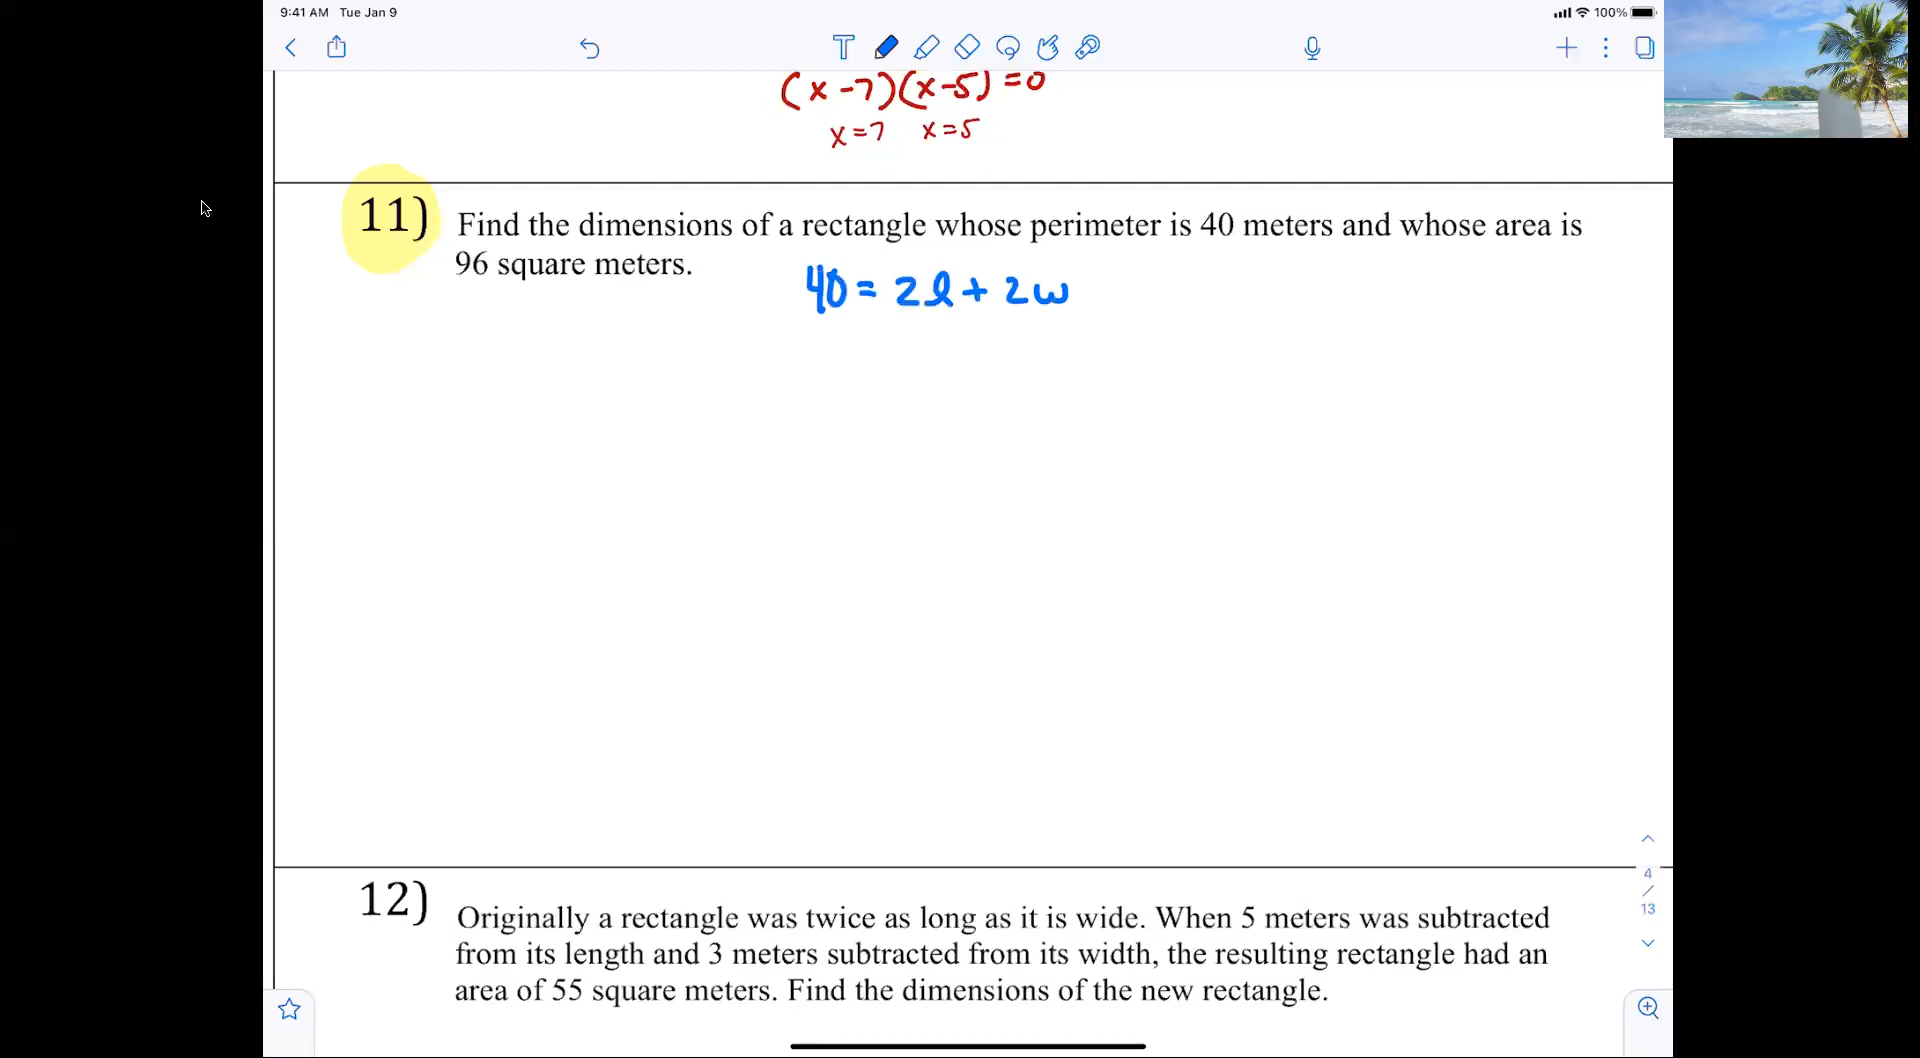 9:41 AM Tue Jan 9
100%
(x-7)(x-5)=0
x=7 x=5
11) Find the dimensions of a rectangle whose perimeter is 40 meters and whose area is
96 square meters.
40 = 2l + 2w
4
/
13
12) Originally a rectangle was twice as long as it is wide. When 5 meters was subtracted
from its length and 3 meters subtracted from its width, the resulting rectangle had an
area of 55 square meters. Find the dimensions of the new rectangle.